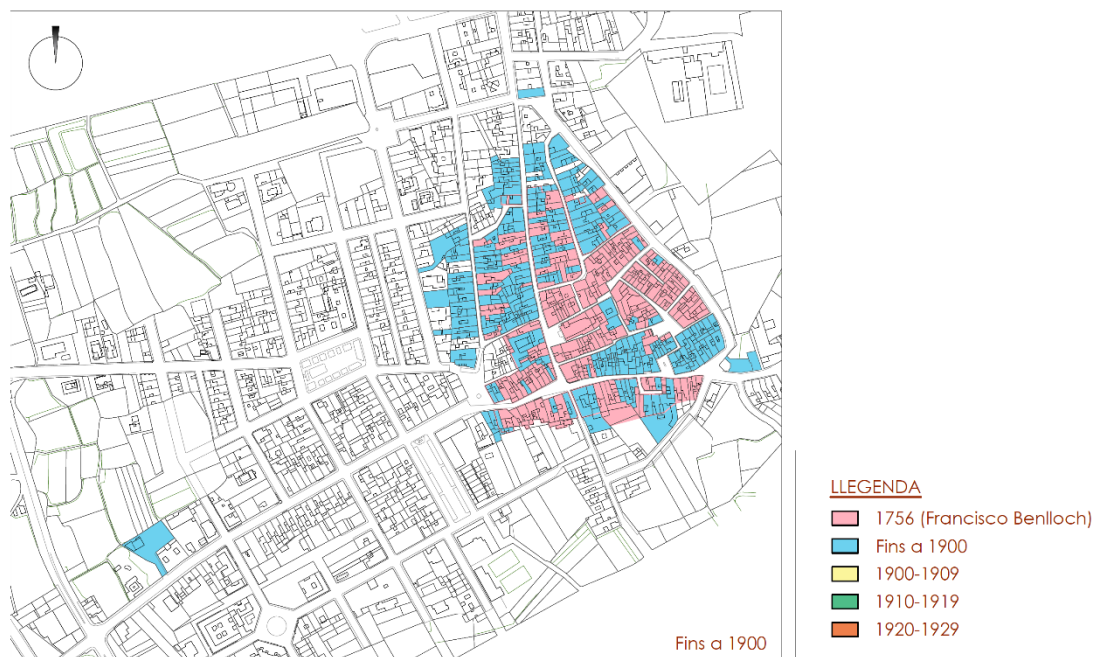 Fins a 1900
LLEGENDA
1756 (Francisco Benlloch)
Fins a 1900
1900-1909
1910-1919
1920-1929